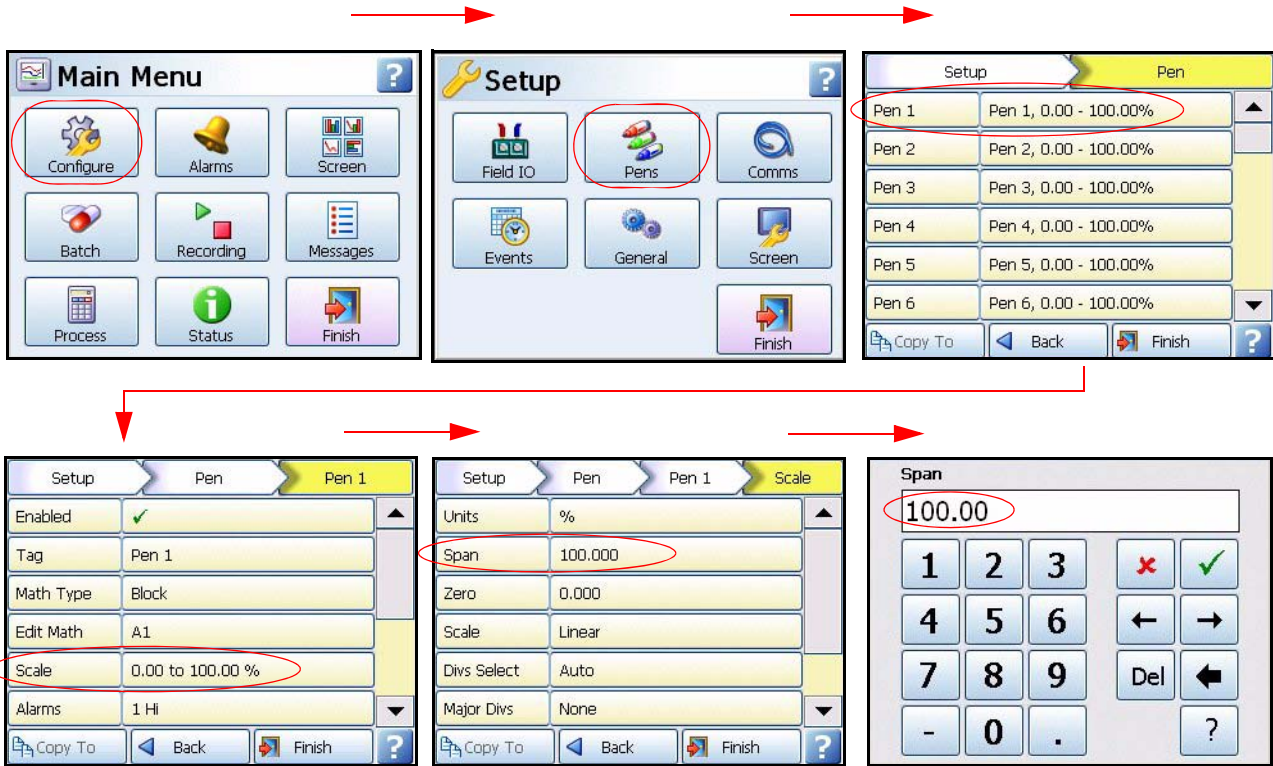 Main Menu ?
Configure Alarms Screen
Batch Recording Messages
Process Status Finish
Setup ?
Field IO Pens Comms
Events General Screen
Finish
Setup Pen
Pen 1 Pen 1, 0.00 - 100.00%
Pen 2 Pen 2, 0.00 - 100.00%
Pen 3 Pen 3, 0.00 - 100.00%
Pen 4 Pen 4, 0.00 - 100.00%
Pen 5 Pen 5, 0.00 - 100.00%
Pen 6 Pen 6, 0.00 - 100.00%
Copy To Back Finish ?
Setup Pen Pen 1
Enabled ✓
Tag Pen 1
Math Type Block
Edit Math A1
Scale 0.00 to 100.00 %
Alarms 1 Hi
Copy To Back Finish ?
Setup Pen Pen 1 Scale
Units %
Span 100.000
Zero 0.000
Scale Linear
Divs Select Auto
Major Divs None
Copy To Back Finish ?
Span
100.00
1 2 3
4 5 6
7 8 9 Del
- 0 . ?